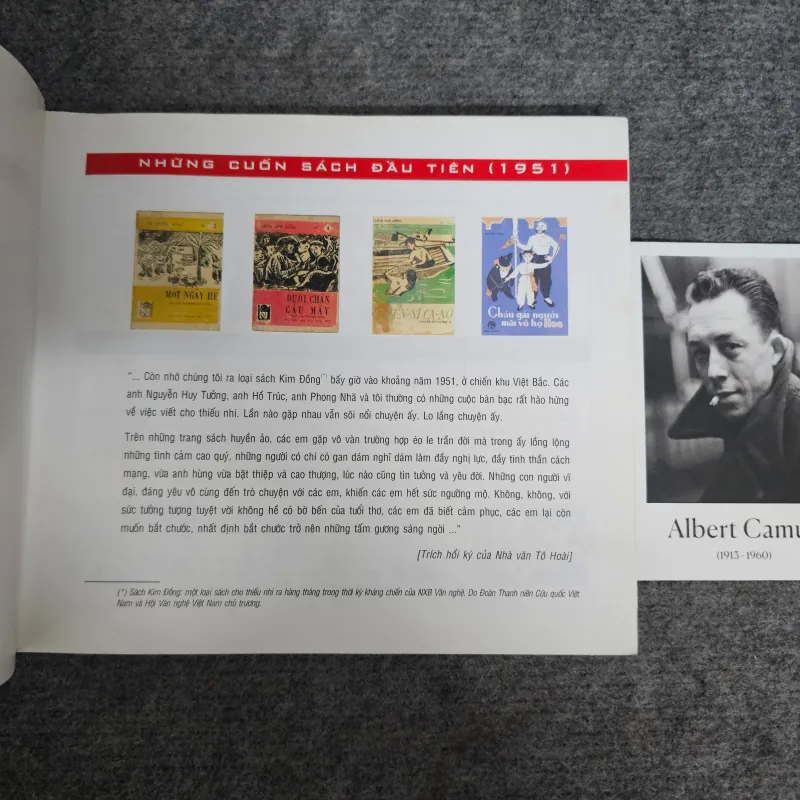 NHỮNG CUỐN SÁCH ĐẦU TIÊN (1951)
MỘT NGÀY HÈ
4
DƯỚI CHÂN
CẦU MÂY
Cháu gái người
mãi võ họ Hoa
"... Còn nhớ chúng tôi ra loại sách Kim Đồng(*) bấy giờ vào khoảng năm 1951, ở chiến khu Việt Bắc. Các
anh Nguyễn Huy Tưởng, anh Hồ Trúc, anh Phong Nhã và tôi thường có những cuộc bàn bạc rất hào hứng
về việc viết cho thiếu nhi. Lần nào gặp nhau vẫn sôi nổi chuyện ấy. Lo lắng chuyện ấy.
Trên những trang sách huyền ảo, các em gặp vô vàn trường hợp éo le trần đời mà trong ấy lồng lộng
những tình cảm cao quý, những người có chí có gan dám nghĩ dám làm đầy nghị lực, đầy tinh thần cách
mạng, vừa anh hùng vừa bặt thiệp và cao thượng, lúc nào cũng tin tưởng và yêu đời. Những con người vĩ
đại, đáng yêu vô cùng đến trò chuyện với các em, khiến các em hết sức ngưỡng mộ. Không, không, với
sức tưởng tượng tuyệt vời không hề có bờ bến của tuổi thơ, các em đã biết cảm phục, các em lại còn
muốn bắt chước, nhất định bắt chước trở nên những tấm gương sáng ngời ..."
[Trích hồi ký của Nhà văn Tô Hoài]
(*) Sách Kim Đồng: một loại sách cho thiếu nhi ra hàng tháng trong thời kỳ kháng chiến của NXB Văn nghệ. Do Đoàn Thanh niên Cứu quốc Việt
Nam và Hội Văn nghệ Việt Nam chủ trương.
Albert Camu
(1913-1960)